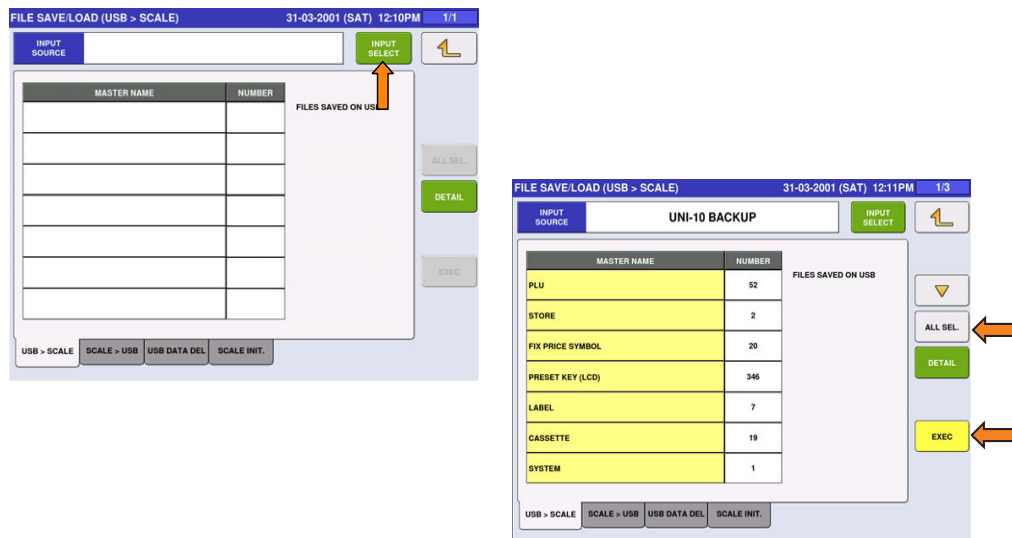 FILE SAVE/LOAD (USB > SCALE) 31-03-2001 (SAT) 12:10PM 1/1
INPUT
SOURCE
INPUT
SELECT
MASTER NAME NUMBER
FILES SAVED ON USB
ALL SEL.
DETAIL
EXEC
USB > SCALE SCALE > USB USB DATA DEL SCALE INIT.
FILE SAVE/LOAD (USB > SCALE) 31-03-2001 (SAT) 12:11PM 1/3
INPUT
SOURCE
UNI-10 BACKUP
INPUT
SELECT
MASTER NAME NUMBER
FILES SAVED ON USB
PLU 52
STORE 2
ALL SEL.
FIX PRICE SYMBOL 20
DETAIL
PRESET KEY (LCD) 346
LABEL 7
CASSETTE 19
EXEC
SYSTEM 1
USB > SCALE SCALE > USB USB DATA DEL SCALE INIT.